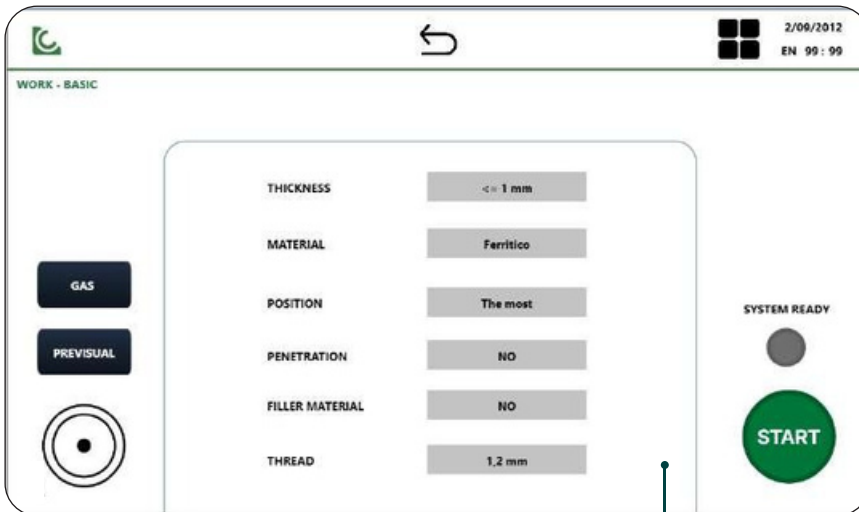 2/09/2012
EN 99:99
WORK - BASIC
THICKNESS <= 1 mm
MATERIAL Ferritico
GAS
POSITION The most
SYSTEM READY
PREVISUAL
PENETRATION NO
FILLER MATERIAL NO
START
THREAD 1,2 mm